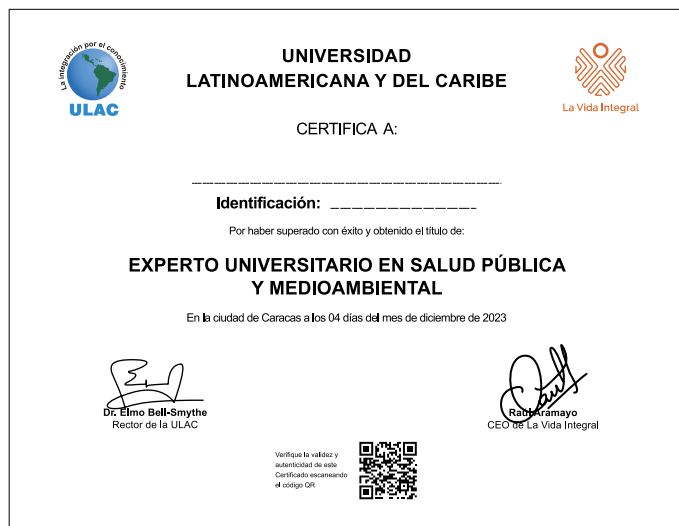 La integración por el conocimiento
ULAC
UNIVERSIDAD
LATINOAMERICANA Y DEL CARIBE
La Vida Integral
CERTIFICA A:
Identificación:
Por haber superado con éxito y obtenido el título de:
EXPERTO UNIVERSITARIO EN SALUD PÚBLICA
Y MEDIOAMBIENTAL
En la ciudad de Caracas a los 04 días del mes de diciembre de 2023
Dr. Elmo Bell-Smythe
Rector de la ULAC
Raúl Aramayo
CEO de La Vida Integral
Verifique la validez y
autenticidad de este
Certificado escaneando
el código QR